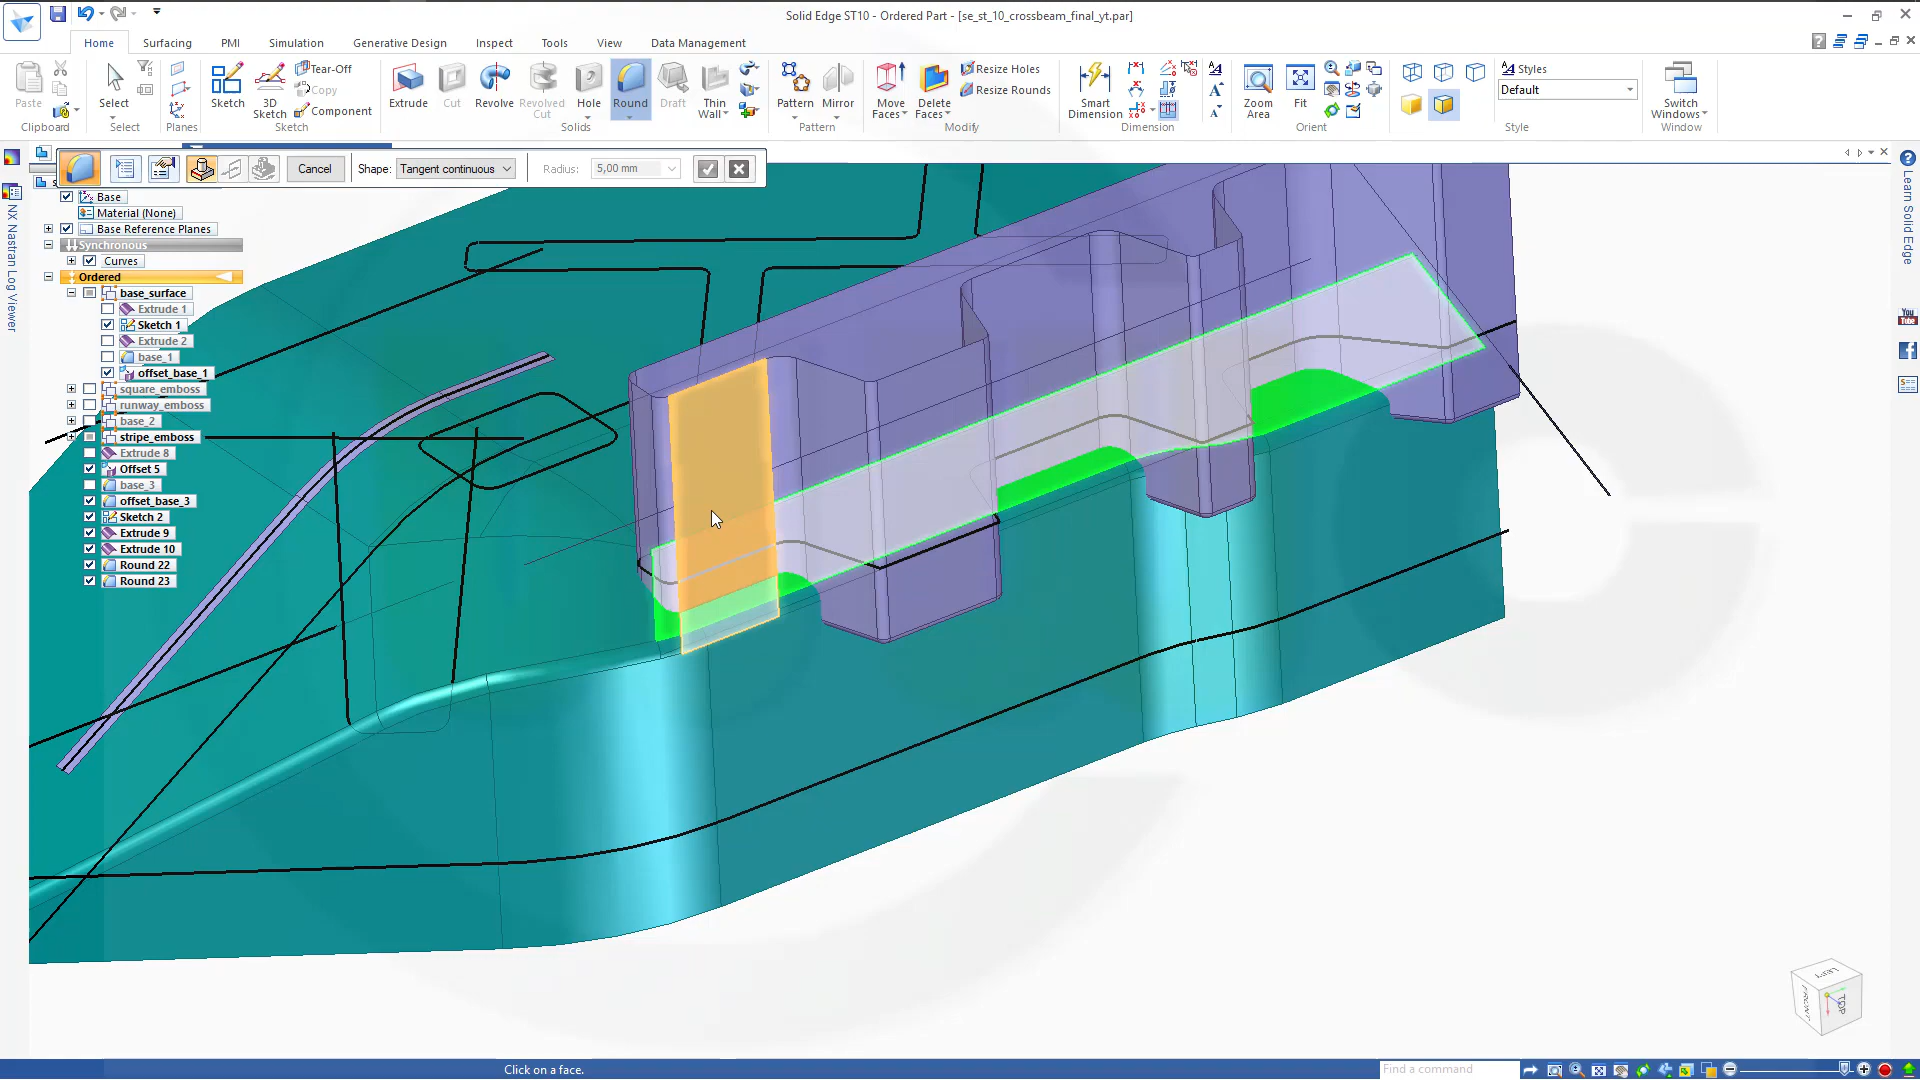 Solid Edge ST10 - Ordered Part - [se_st_10_crossbeam_final_yt.par]
Home Surfacing PMI Simulation Generative Design Inspect Tools View Data Management
Paste
Clipboard
Select
Select
Planes
Sketch
3D Sketch
Tear-Off
Copy
Component
Sketch
Extrude
Cut
Revolve
Revolved Cut
Hole
Round
Draft
Thin Wall
Solids
Pattern
Mirror
Pattern
Move Faces
Delete Faces
Resize Holes
Resize Rounds
Modify
Smart Dimension
Dimension
Zoom Area
Fit
Orient
Styles
Default
Style
Switch Windows
Window
Cancel Shape: Tangent continuous Radius: 5,00 mm
Base
Material (None)
Base Reference Planes
Synchronous
Curves
Ordered
base_surface
Extrude 1
Sketch 1
Extrude 2
base_1
offset_base_1
square_emboss
runway_emboss
base_2
stripe_emboss
Extrude 8
Offset 5
base_3
offset_base_3
Sketch 2
Extrude 9
Extrude 10
Round 22
Round 23
NX Nastran Log Viewer
Learn Solid Edge
You Tube
LEFT
FRONT
TOP
Click on a face.
Find a command